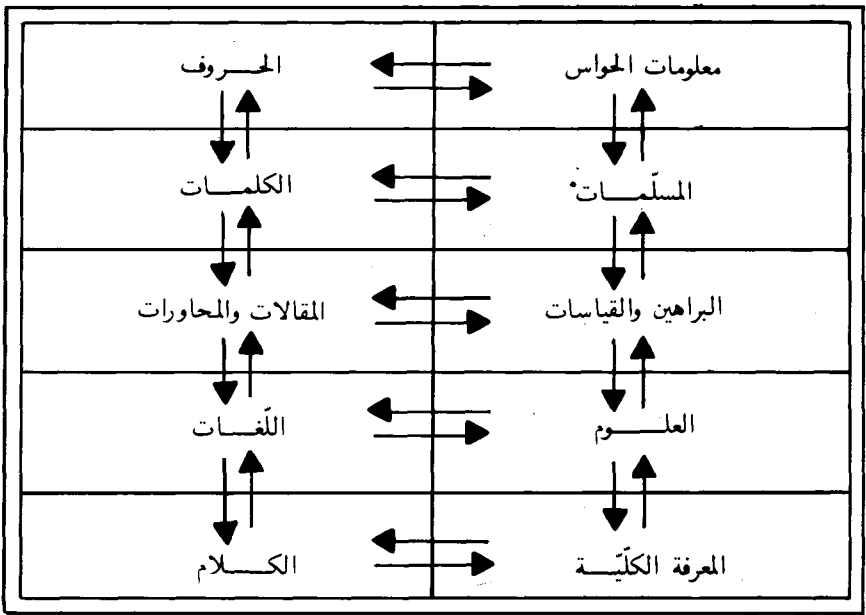 معلومات الحواس
الحروف
المسلّمات
الكلمات
البراهين والقياسات
المقالات والمحاورات
العلوم
اللّغات
المعرفة الكلّيّة
الكلام